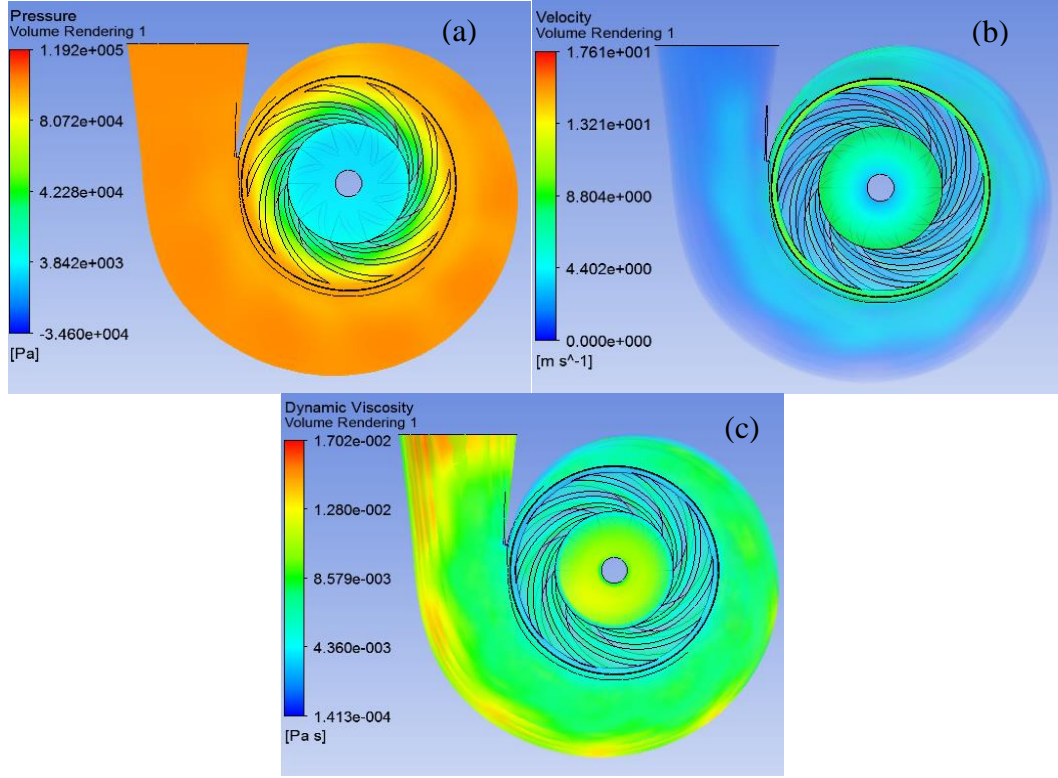 Pressure
Volume Rendering 1
(a)
1.192e+005
8.072e+004
4.228e+004
3.842e+003
-3.460e+004
[Pa]
Velocity
Volume Rendering 1
(b)
1.761e+001
1.321e+001
8.804e+000
4.402e+000
0.000e+000
[m s^-1]
Dynamic Viscosity
Volume Rendering 1
(c)
1.702e-002
1.280e-002
8.579e-003
4.360e-003
1.413e-004
[Pa s]